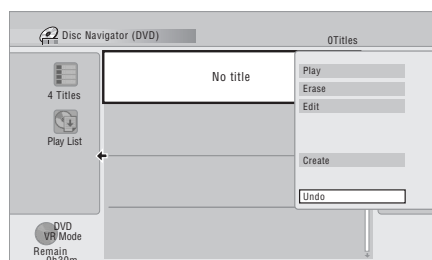 Disc Navigator (DVD)
0Titles
4 Titles
Play List
No title
Play
Erase
Edit
Create
Undo
DVD
VR Mode
Remain
0h30m